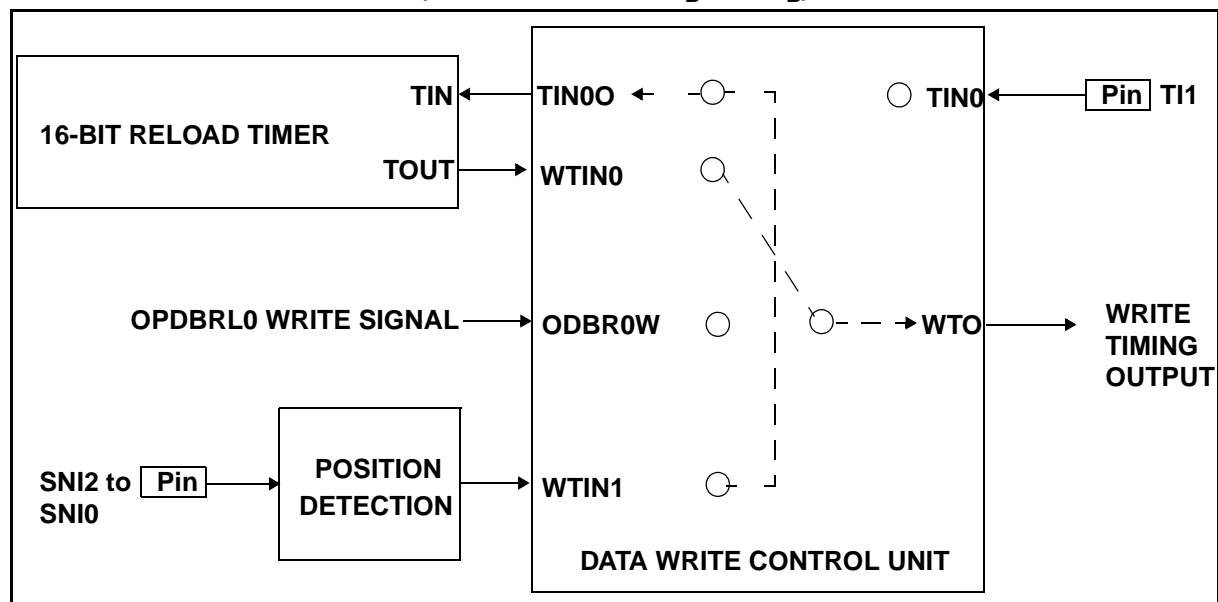 TIN
TIN0O
TIN0
Pin TI1
16-BIT RELOAD TIMER
TOUT
WTIN0
OPDBRL0 WRITE SIGNAL
ODBR0W
WTO
WRITE
TIMING
OUTPUT
SNI2 to Pin
SNI0
POSITION
DETECTION
WTIN1
DATA WRITE CONTROL UNIT